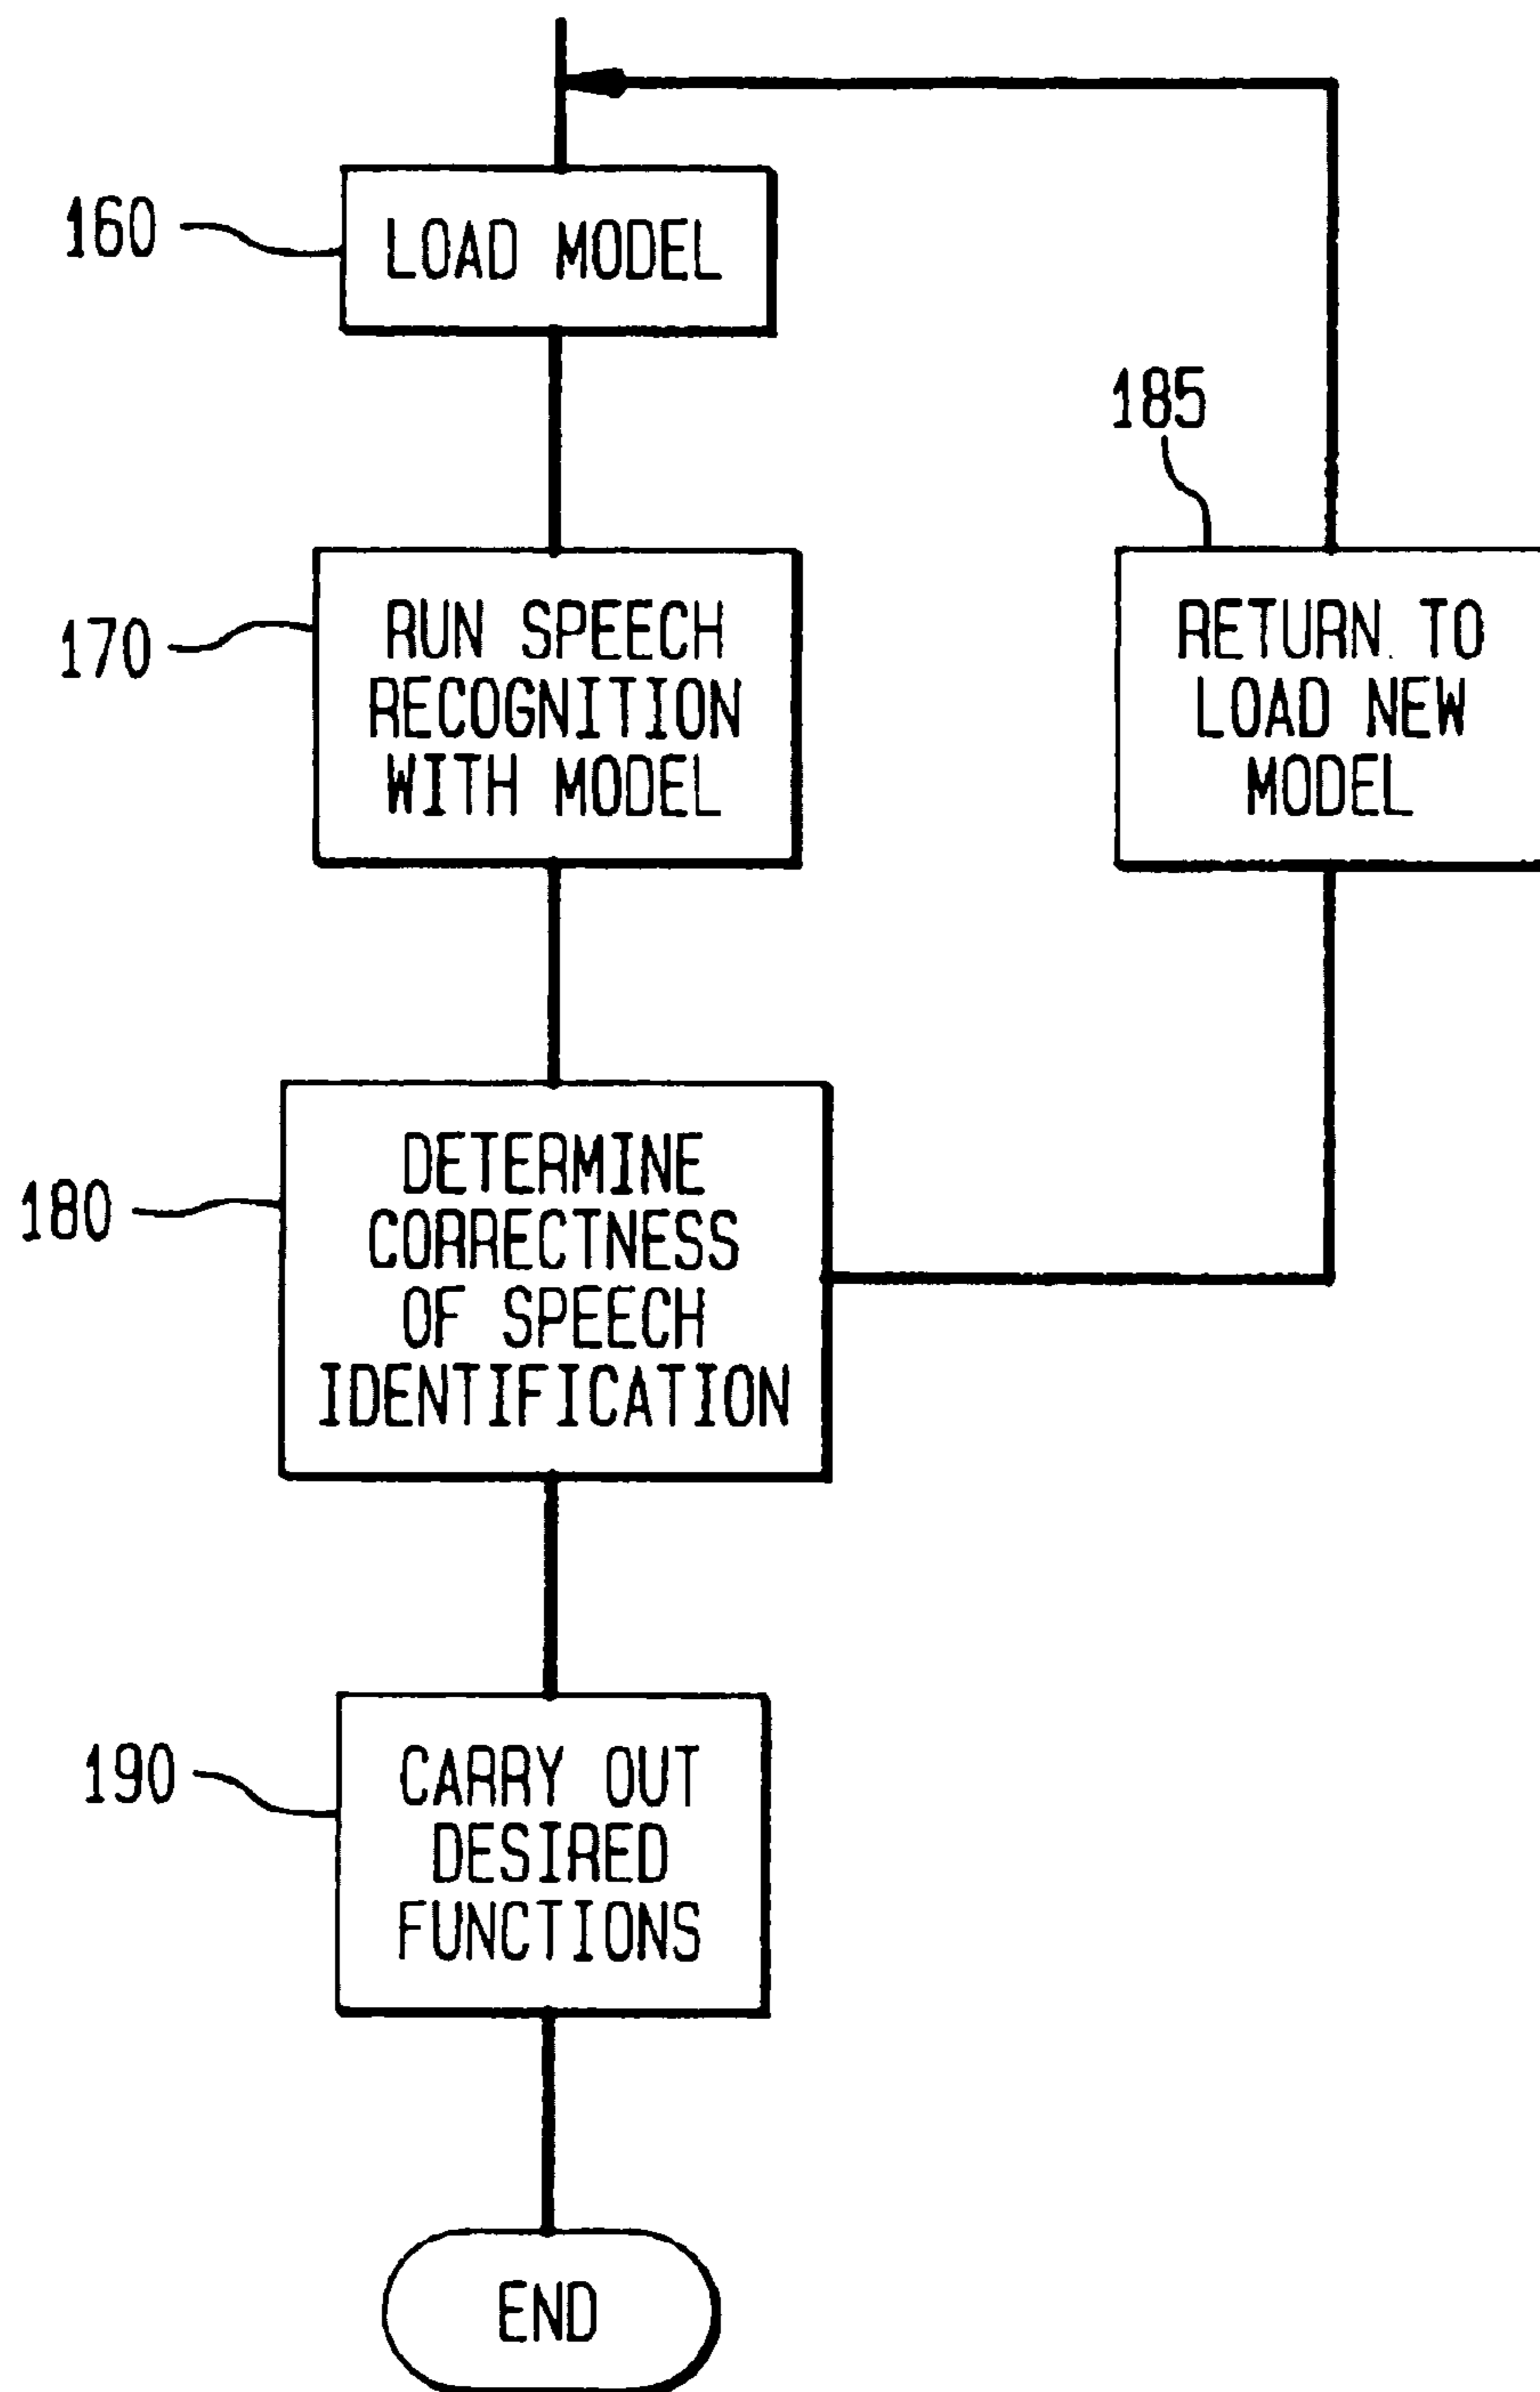 160
LOAD MODEL
185
170
RUN SPEECH
RECOGNITION
WITH MODEL
RETURN TO
LOAD NEW
MODEL
180
DETERMINE
CORRECTNESS
OF SPEECH
IDENTIFICATION
190
CARRY OUT
DESIRED
FUNCTIONS
END